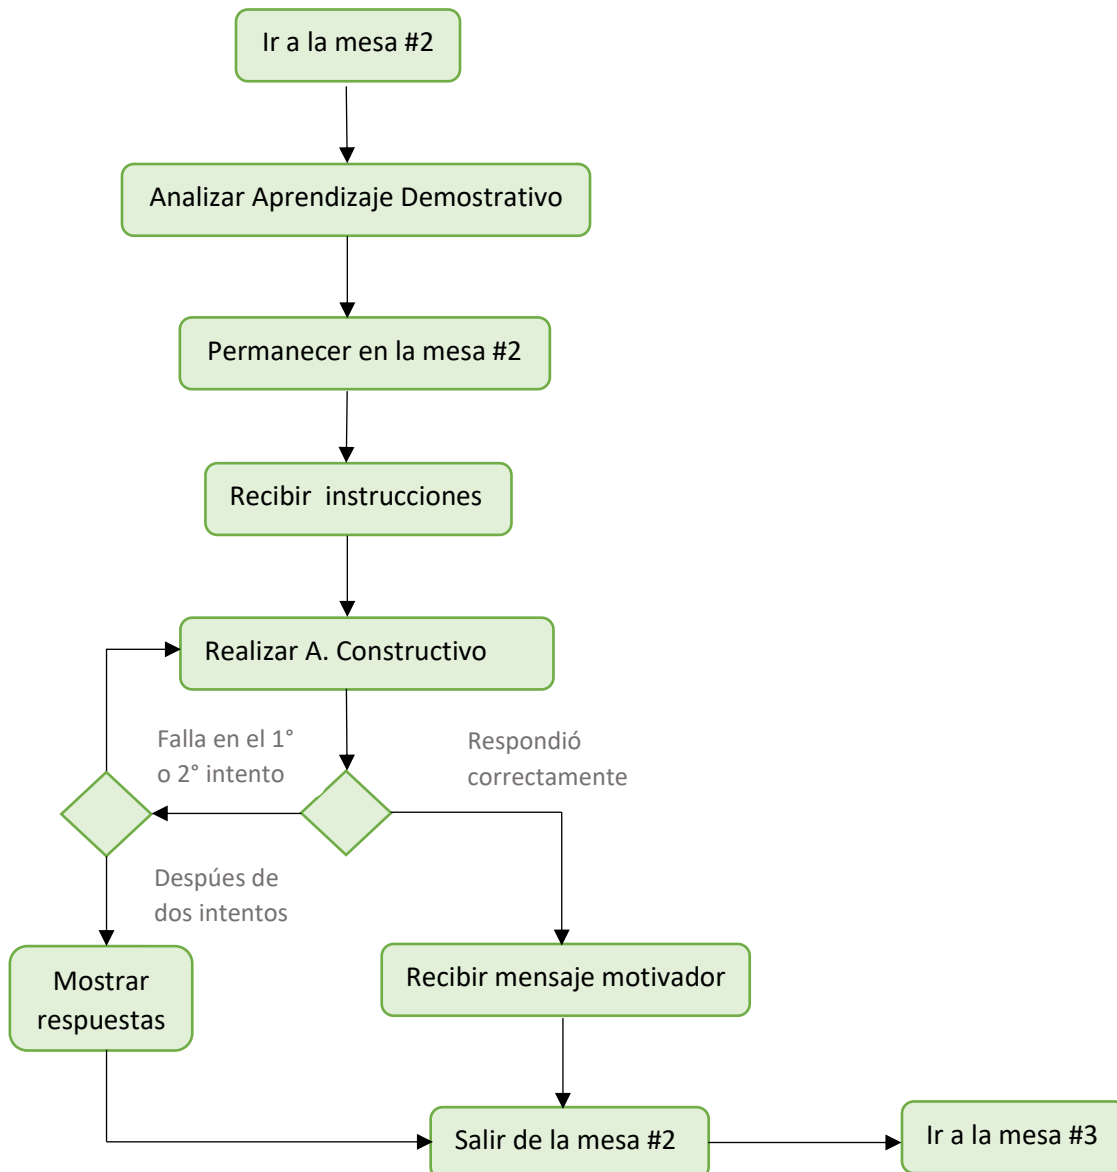 Ir a la mesa #2
Analizar Aprendizaje Demostrativo
Permanecer en la mesa #2
Recibir  instrucciones
Realizar A. Constructivo
Falla en el 1°
o 2° intento
Respondió
correctamente
Despúes de
dos intentos
Mostrar
respuestas
Recibir mensaje motivador
Salir de la mesa #2
Ir a la mesa #3